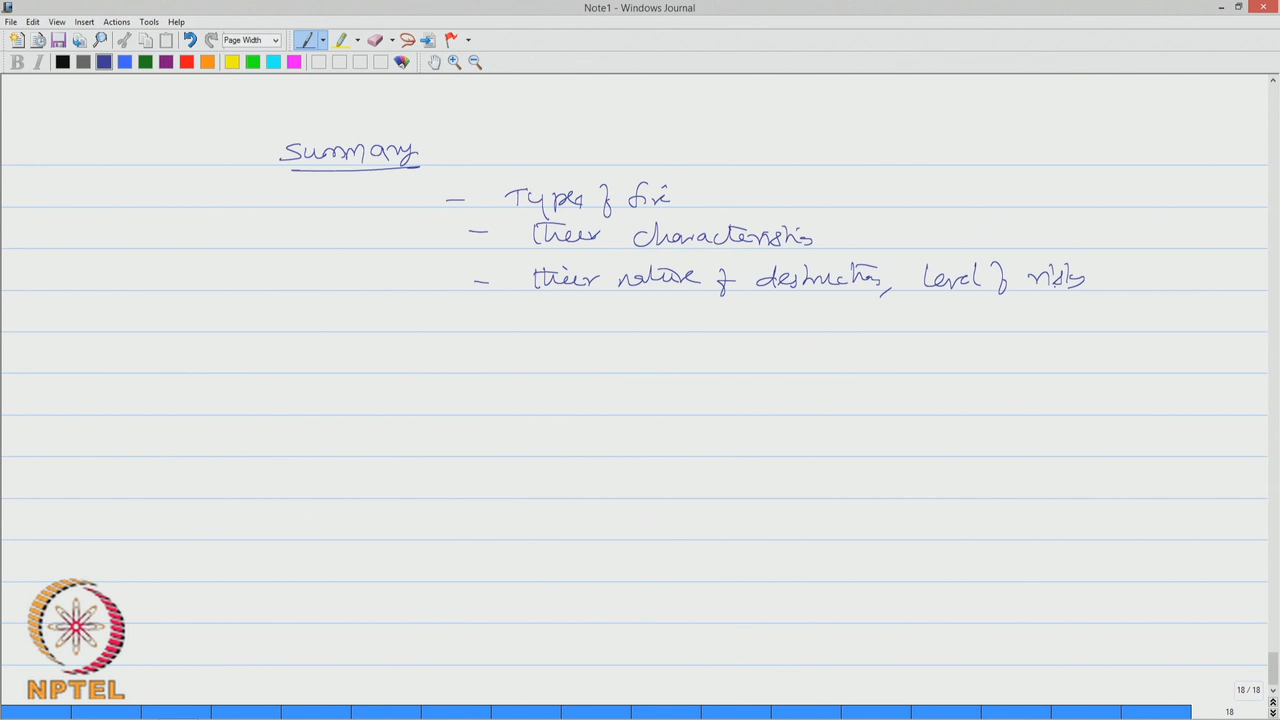 Note1 - Windows Journal
File Edit View Insert Actions Tools Help
Page Width
B I
Summary
- Types of fire
- their characteristics
- thier nature of destruction, level of risks
NPTEL
18 / 18
18